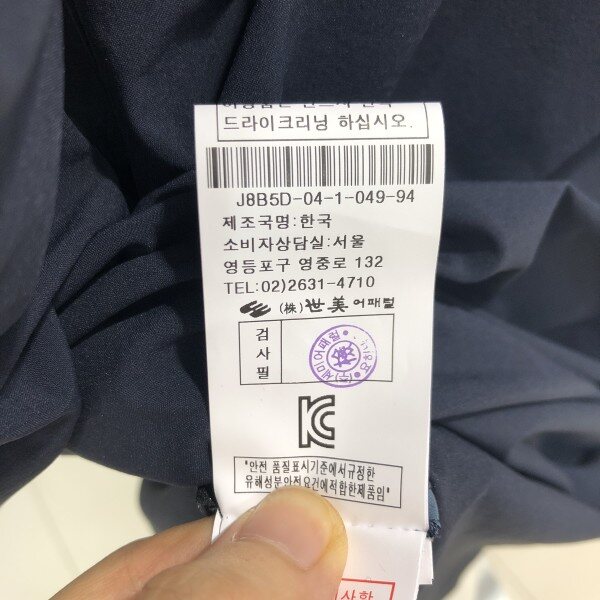 드라이크리닝 하십시오.
J8B5D-04-1-049-94
제조국명:한국
소비자상담실:서울
영등포구 영중로 132
TEL:02)2631-4710
(株)世美어패럴
검사필
KC
"안전 품질표시기준에서규정한
유해성분안전요건에적합한제품임"
사항